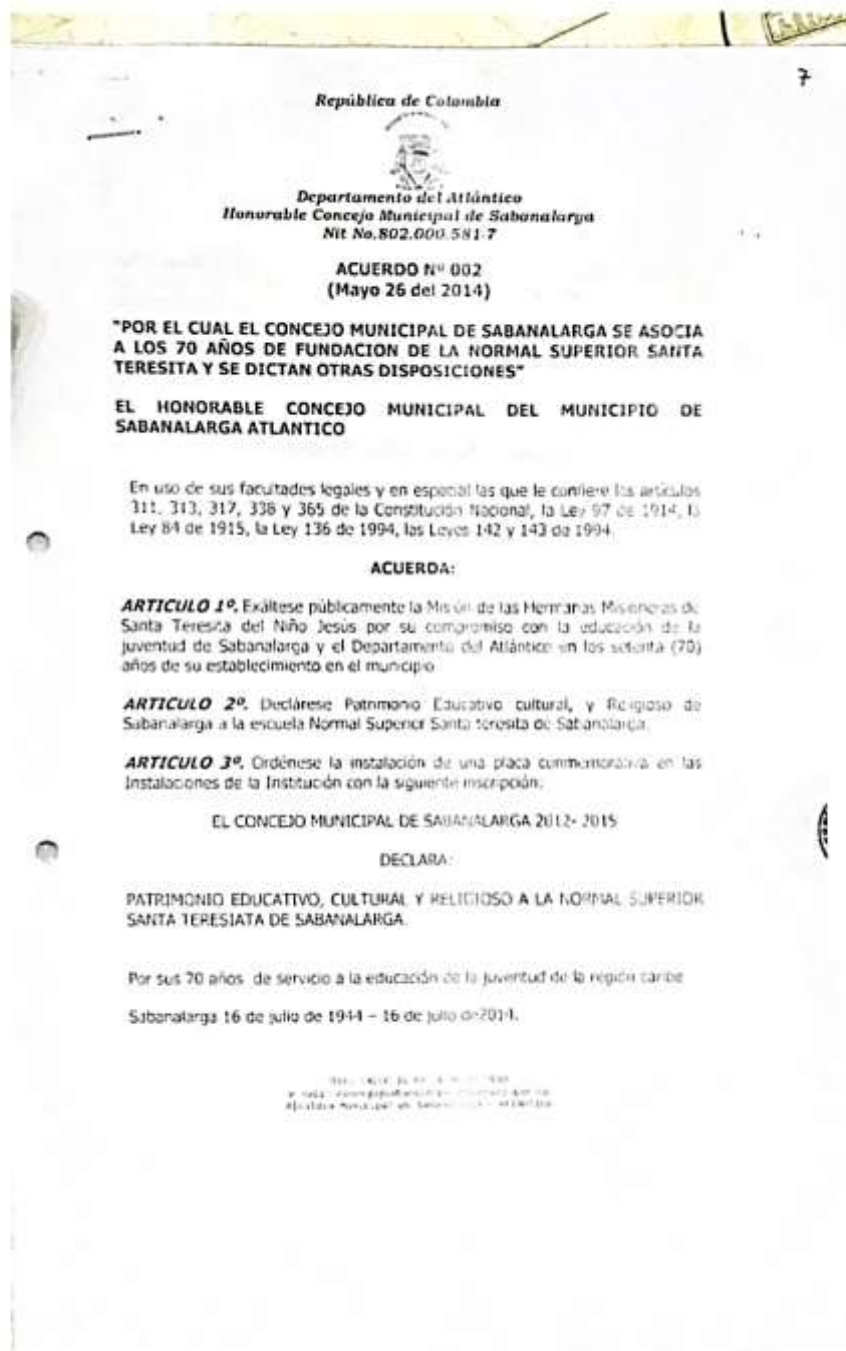 7
República de Colombia
Departamento del Atlántico
Honorable Concejo Municipal de Sabanalarga
Nit No.802.000.581-7
ACUERDO Nº 002
(Mayo 26 del 2014)
"POR EL CUAL EL CONCEJO MUNICIPAL DE SABANALARGA SE ASOCIA
A LOS 70 AÑOS DE FUNDACION DE LA NORMAL SUPERIOR SANTA
TERESITA Y SE DICTAN OTRAS DISPOSICIONES"
EL HONORABLE CONCEJO MUNICIPAL DEL MUNICIPIO DE
SABANALARGA ATLANTICO
En uso de sus facultades legales y en especial las que le confiere los artículos
311, 313, 317, 338 y 365 de la Constitución Nacional, la Ley 97 de 1914, la
Ley 84 de 1915, la Ley 136 de 1994, las Leyes 142 y 143 de 1994.
ACUERDA:
ARTICULO 1º. Exáltese públicamente la Misión de las Hermanas Misioneras de
Santa Teresita del Niño Jesús por su compromiso con la educación de la
juventud de Sabanalarga y el Departamento del Atlántico en los setenta (70)
años de su establecimiento en el municipio
ARTICULO 2º. Declárese Patrimonio Educativo cultural, y Religioso de
Sabanalarga a la escuela Normal Superior Santa teresita de Sabanalarga.
ARTICULO 3º. Ordénese la instalación de una placa conmemorativa en las
Instalaciones de la Institución con la siguiente inscripción:
EL CONCEJO MUNICIPAL DE SABANALARGA 2012- 2015
DECLARA:
PATRIMONIO EDUCATIVO, CULTURAL Y RELIGIOSO A LA NORMAL SUPERIOR
SANTA TERESIATA DE SABANALARGA.
Por sus 70 años de servicio a la educación de la juventud de la región caribe
Sabanalarga 16 de julio de 1944 – 16 de julio de2014.